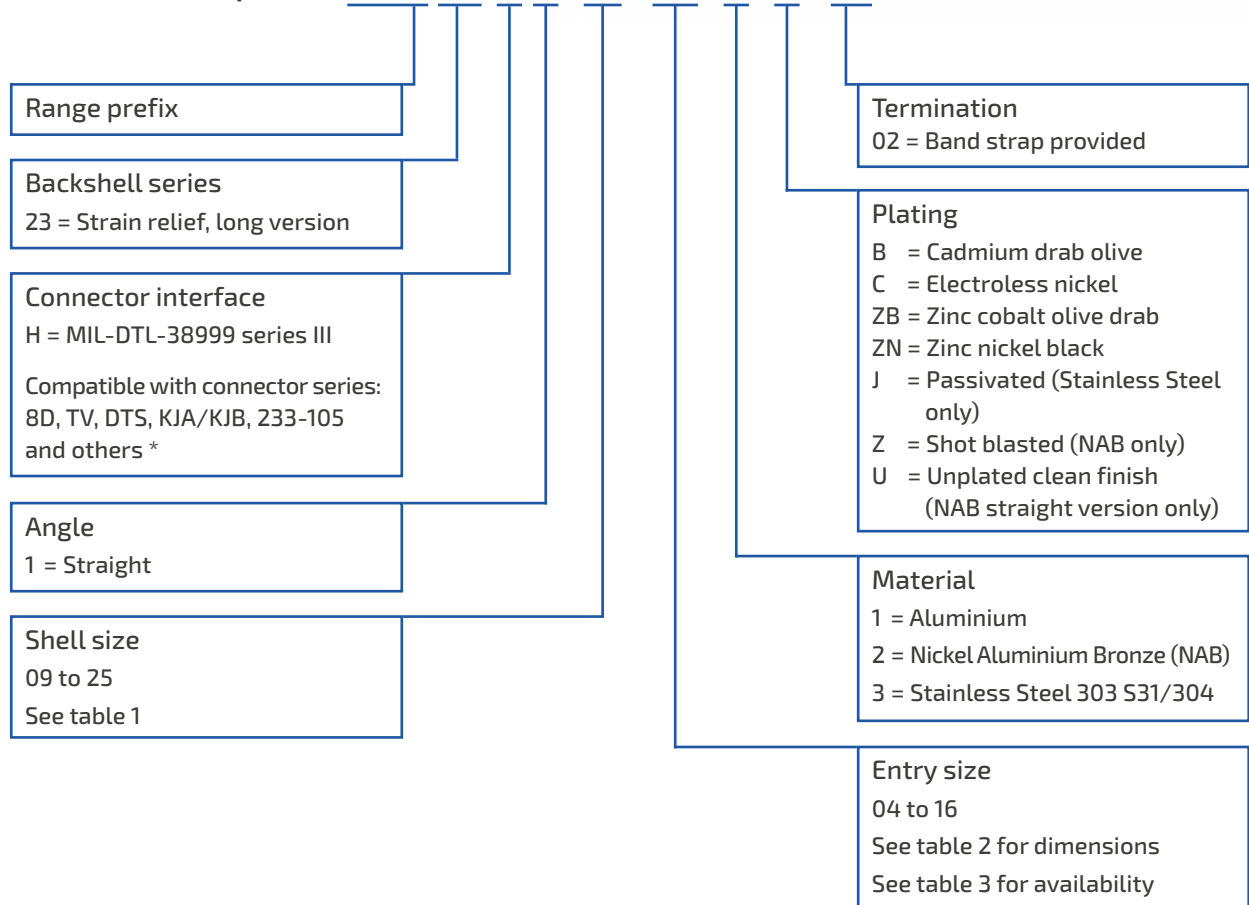 Range prefix
Backshell series
23 = Strain relief, long version
Connector interface
H = MIL-DTL-38999 series III
Compatible with connector series:
8D, TV, DTS, KJA/KJB, 233-105
and others *
Angle
1 = Straight
Shell size
09 to 25
See table 1
Termination
02 = Band strap provided
Plating
B = Cadmium drab olive
C = Electroless nickel
ZB = Zinc cobalt olive drab
ZN = Zinc nickel black
J = Passivated (Stainless Steel
only)
Z = Shot blasted (NAB only)
U = Unplated clean finish
(NAB straight version only)
Material
1 = Aluminium
2 = Nickel Aluminium Bronze (NAB)
3 = Stainless Steel 303 S31/304
Entry size
04 to 16
See table 2 for dimensions
See table 3 for availability